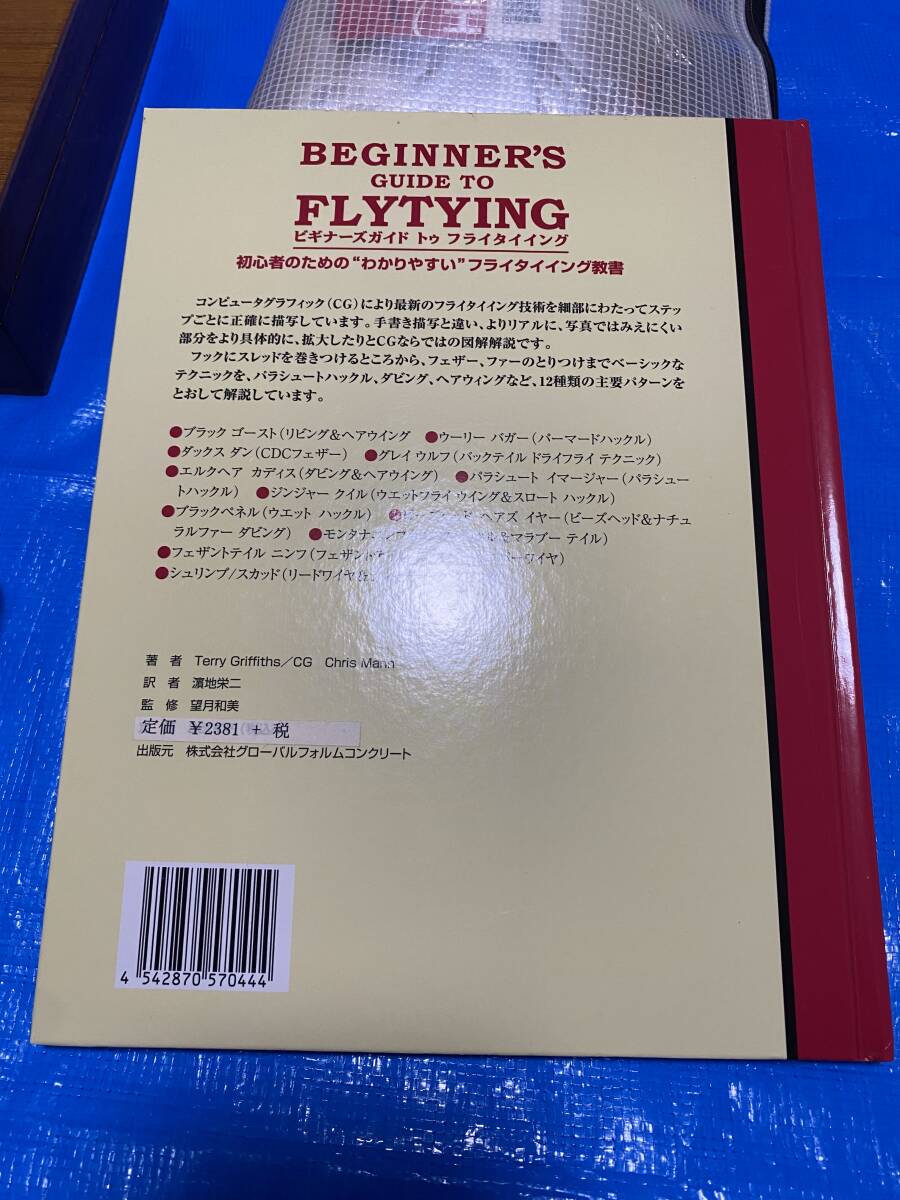 BEGINNER'S
GUIDE TO
FLYTYING
ビギナーズガイド トゥ フライタイイング
初心者のための“わかりやすい”フライタイイング教書
コンピュータグラフィック(CG)により最新のフライタイイング技術を細部にわたってステッ
プごとに正確に描写しています。手書き描写と違い、よりリアルに、写真ではみえにくい
部分をより具体的に、拡大したりとCGならではの図解解説です。
フックにスレッドを巻きつけるところから、フェザー、ファーのとりつけまでベーシックな
テクニックを、パラシュートハックル、ダビング、ヘアウィングなど、12種類の主要パターンを
とおして解説しています。
●ブラック ゴースト(リビング&ヘアウイング ●ウーリー バガー(パーマードハックル)
●ダックス ダン(CDCフェザー) ●グレイ ウルフ(バックテイル ドライフライ テクニック)
●エルクヘア カディス(ダビング&ヘアウイング) ●パラシュート イマージャー(パラシュー
トハックル) ●ジンジャー クイル(ウエットフライ ウイング&スロート ハックル)
●ブラックペネル(ウエット ハックル) ヘアズ イヤー(ビーズヘッド&ナチュ
ラルファー ダビング) ●モンタナ &マラブー テイル)
●フェザントテイル ニンフ(フェザント ワイヤ)
●シュリンプ/スカッド(リードワイヤ&
著 者 Terry Griffiths/CG Chris Mann
訳 者 濵地栄二
監 修 望月和美
定価 ¥2381 + 税
出版元 株式会社グローバルフォルムコンクリート
4 542870 570444